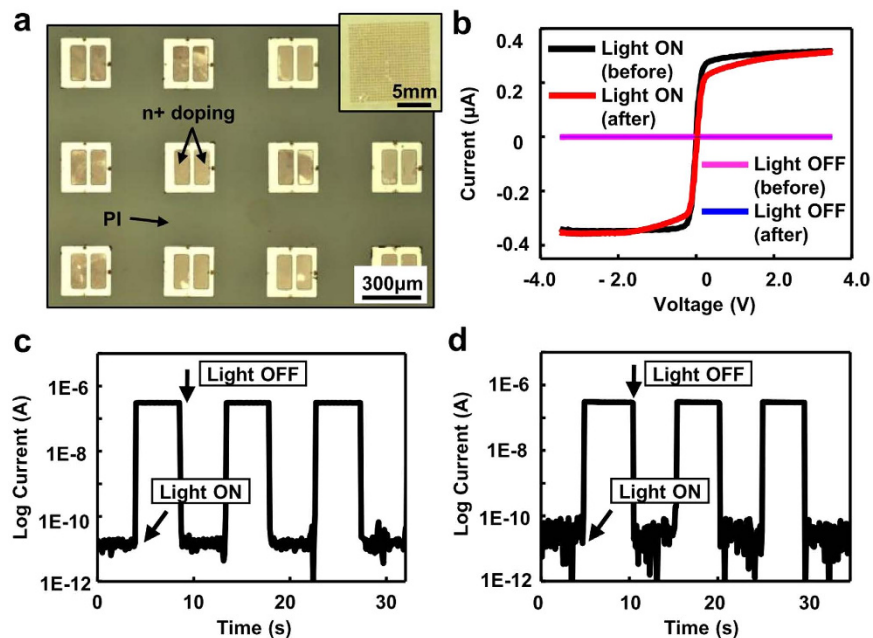 a
5mm
n+ doping
PI
300µm
b
Current (µA)
0.4
0.2
0
-0.2
-0.4
Light ON
(before)
Light ON
(after)
Light OFF
(before)
Light OFF
(after)
-4.0
- 2.0
0
2.0
4.0
Voltage (V)
c
Log Current (A)
1E-6
1E-8
1E-10
1E-12
Light OFF
Light ON
0
10
20
30
Time (s)
d
Log Current (A)
1E-6
1E-8
1E-10
1E-12
Light OFF
Light ON
0
10
20
30
Time (s)